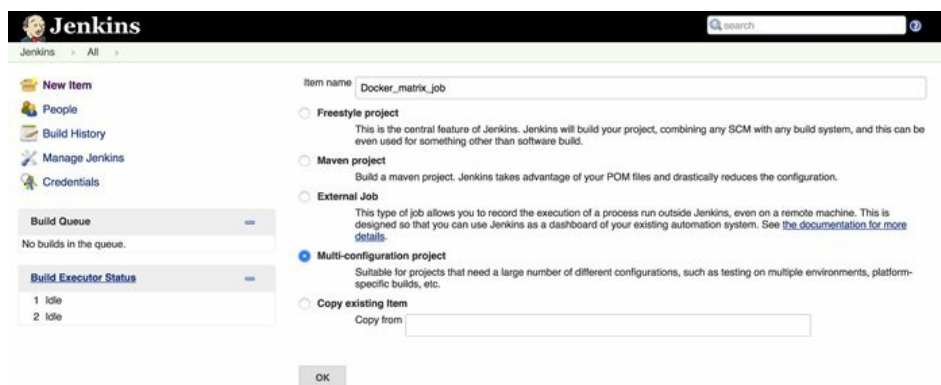 Jenkins
search
Jenkins All
New Item
People
Build History
Manage Jenkins
Credentials
Build Queue
No builds in the queue.
Build Executor Status
1 Idle
2 Idle
Item name Docker_matrix_job
Freestyle project
This is the central feature of Jenkins. Jenkins will build your project, combining any SCM with any build system, and this can be
even used for something other than software build.
Maven project
Build a maven project. Jenkins takes advantage of your POM files and drastically reduces the configuration.
External Job
This type of job allows you to record the execution of a process run outside Jenkins, even on a remote machine. This is
designed so that you can use Jenkins as a dashboard of your existing automation system. See the documentation for more
details.
Multi-configuration project
Suitable for projects that need a large number of different configurations, such as testing on multiple environments, platform-
specific builds, etc.
Copy existing Item
Copy from
OK